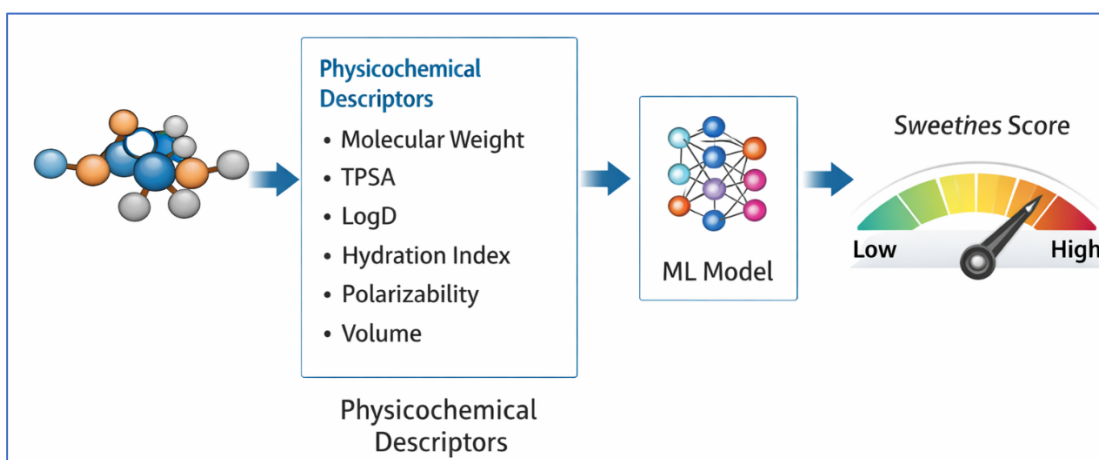 Physicochemical
Descriptors
• Molecular Weight
• TPSA
• LogD
• Hydration Index
• Polarizability
• Volume
Physicochemical
Descriptors
ML Model
Sweetnes Score
Low
High